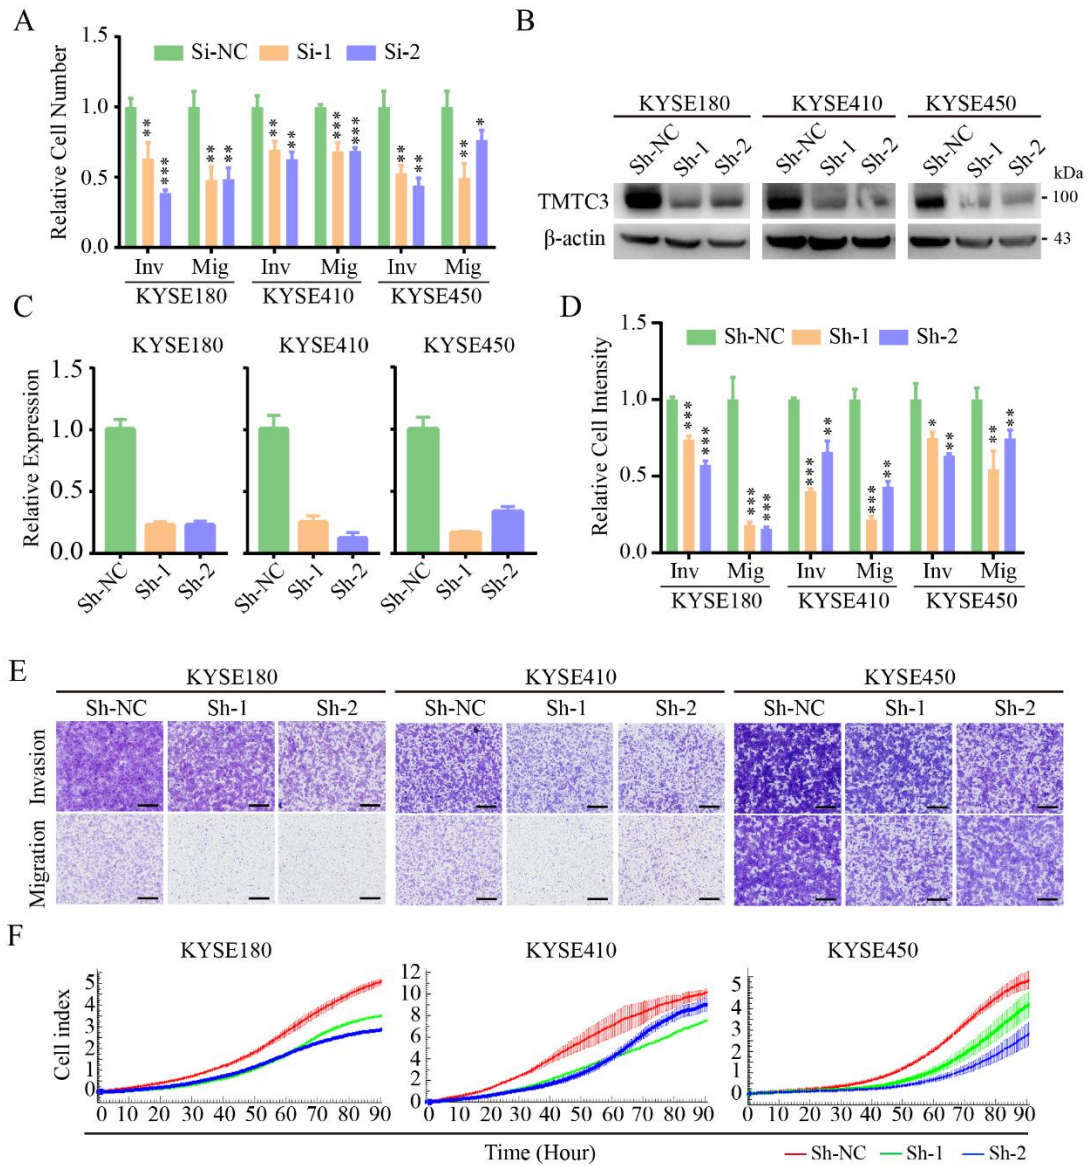 A
1.5
1.0
0.5
0.0
Relative Cell Number
Si-NC Si-1 Si-2
** *** ** ** ** ** *** *** ** ** ** *
Inv Mig Inv Mig Inv Mig
KYSE180 KYSE410 KYSE450
B
KYSE180 KYSE410 KYSE450
Sh-NC Sh-1 Sh-2 Sh-NC Sh-1 Sh-2 Sh-NC Sh-1 Sh-2
kDa
TMTC3 - 100
β-actin - 43
C
KYSE180 KYSE410 KYSE450
1.5
1.0
0.5
0.0
Relative Expression
Sh-NC Sh-1 Sh-2 Sh-NC Sh-1 Sh-2 Sh-NC Sh-1 Sh-2
D
1.5
1.0
0.5
0.0
Relative Cell Intensity
Sh-NC Sh-1 Sh-2
*** *** *** *** *** ** *** ** * ** ** **
Inv Mig Inv Mig Inv Mig
KYSE180 KYSE410 KYSE450
E
KYSE180 KYSE410 KYSE450
Sh-NC Sh-1 Sh-2 Sh-NC Sh-1 Sh-2 Sh-NC Sh-1 Sh-2
Invasion
Migration
F
KYSE180 KYSE410 KYSE450
Cell index
5 4 3 2 1 0
12 10 8 6 4 2 0
5 4 3 2 1 0
0 10 20 30 40 50 60 70 80 90
0 10 20 30 40 50 60 70 80 90
0 10 20 30 40 50 60 70 80 90
Time (Hour)
Sh-NC Sh-1 Sh-2